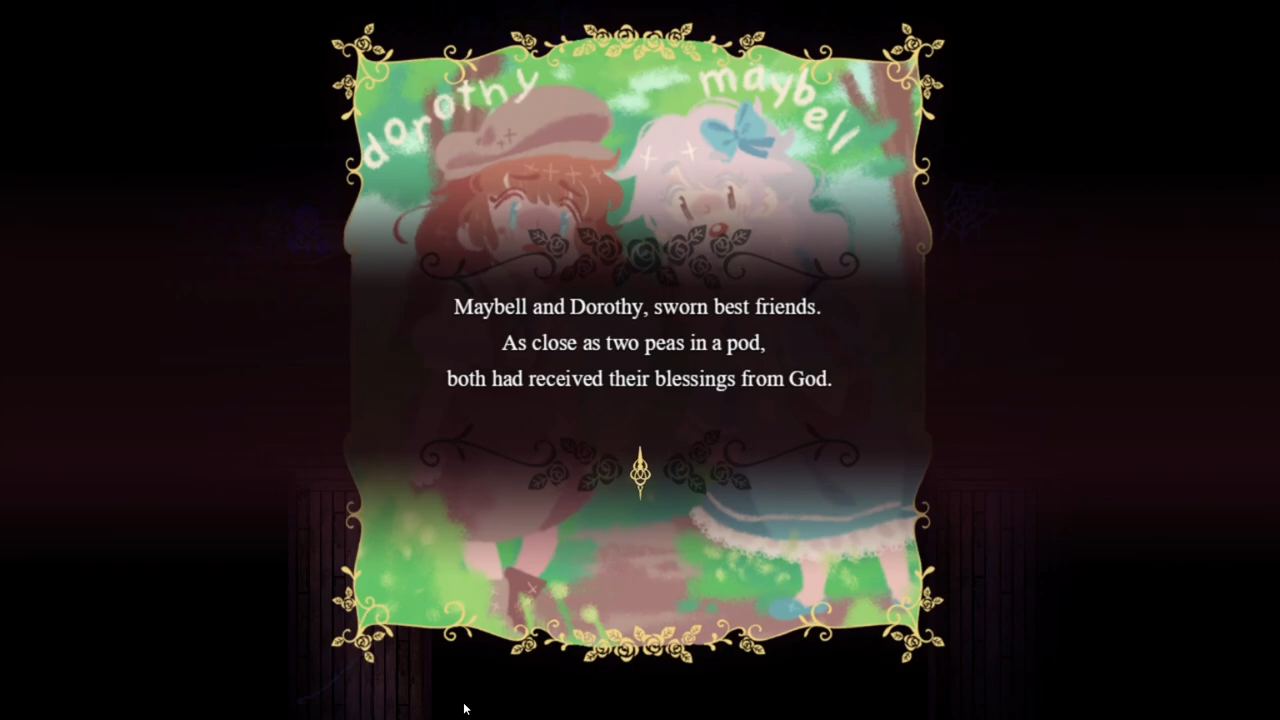 dorothy
maybell
Maybell and Dorothy, sworn best friends.
As close as two peas in a pod,
both had received their blessings from God.